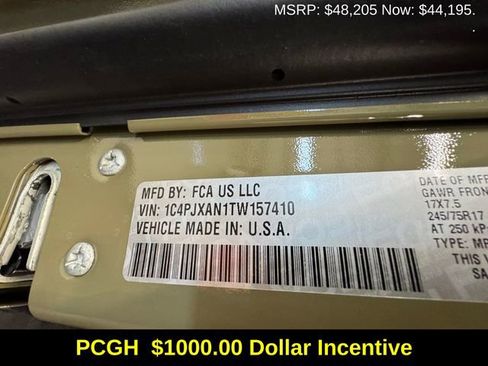 MSRP: $48,205 Now: $44,195.
MFD BY: FCA US LLC
VIN: 1C4PJXAN1TW157410
VEHICLE MADE IN: U.S.A.
DATE OF MFR
GAWR FRON
17X7.5
245/75R17
AT 250 kP
TYPE: MP
THIS V
SA
PCGH $1000.00 Dollar Incentive